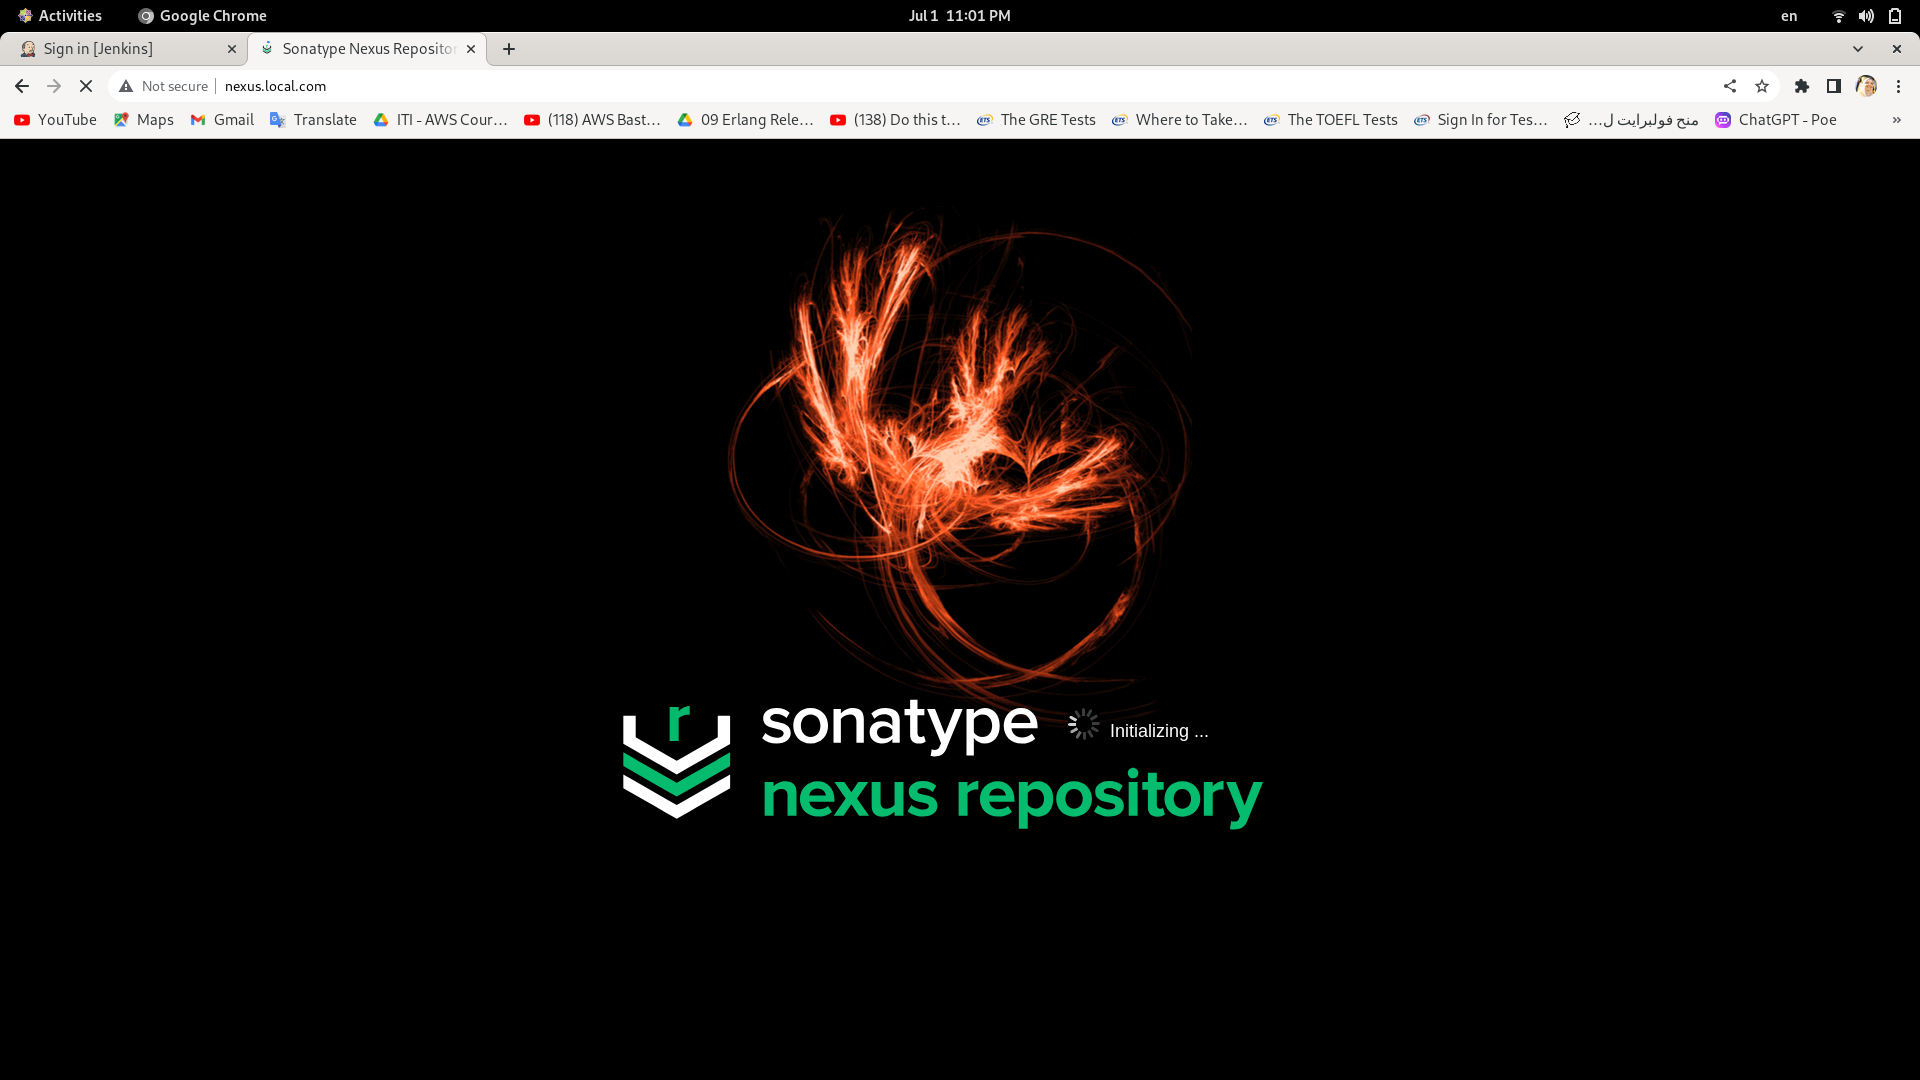 Activities Google Chrome Jul 1 11:01 PM en
Sign in [Jenkins] Sonatype Nexus Repositor
Not secure nexus.local.com
YouTube Maps Gmail Translate ITI - AWS Cour… (118) AWS Bast… 09 Erlang Rele… (138) Do this t… The GRE Tests Where to Take… The TOEFL Tests Sign In for Tes… منح فولبرايت ل… ChatGPT - Poe »
r
sonatype Initializing ...
nexus repository